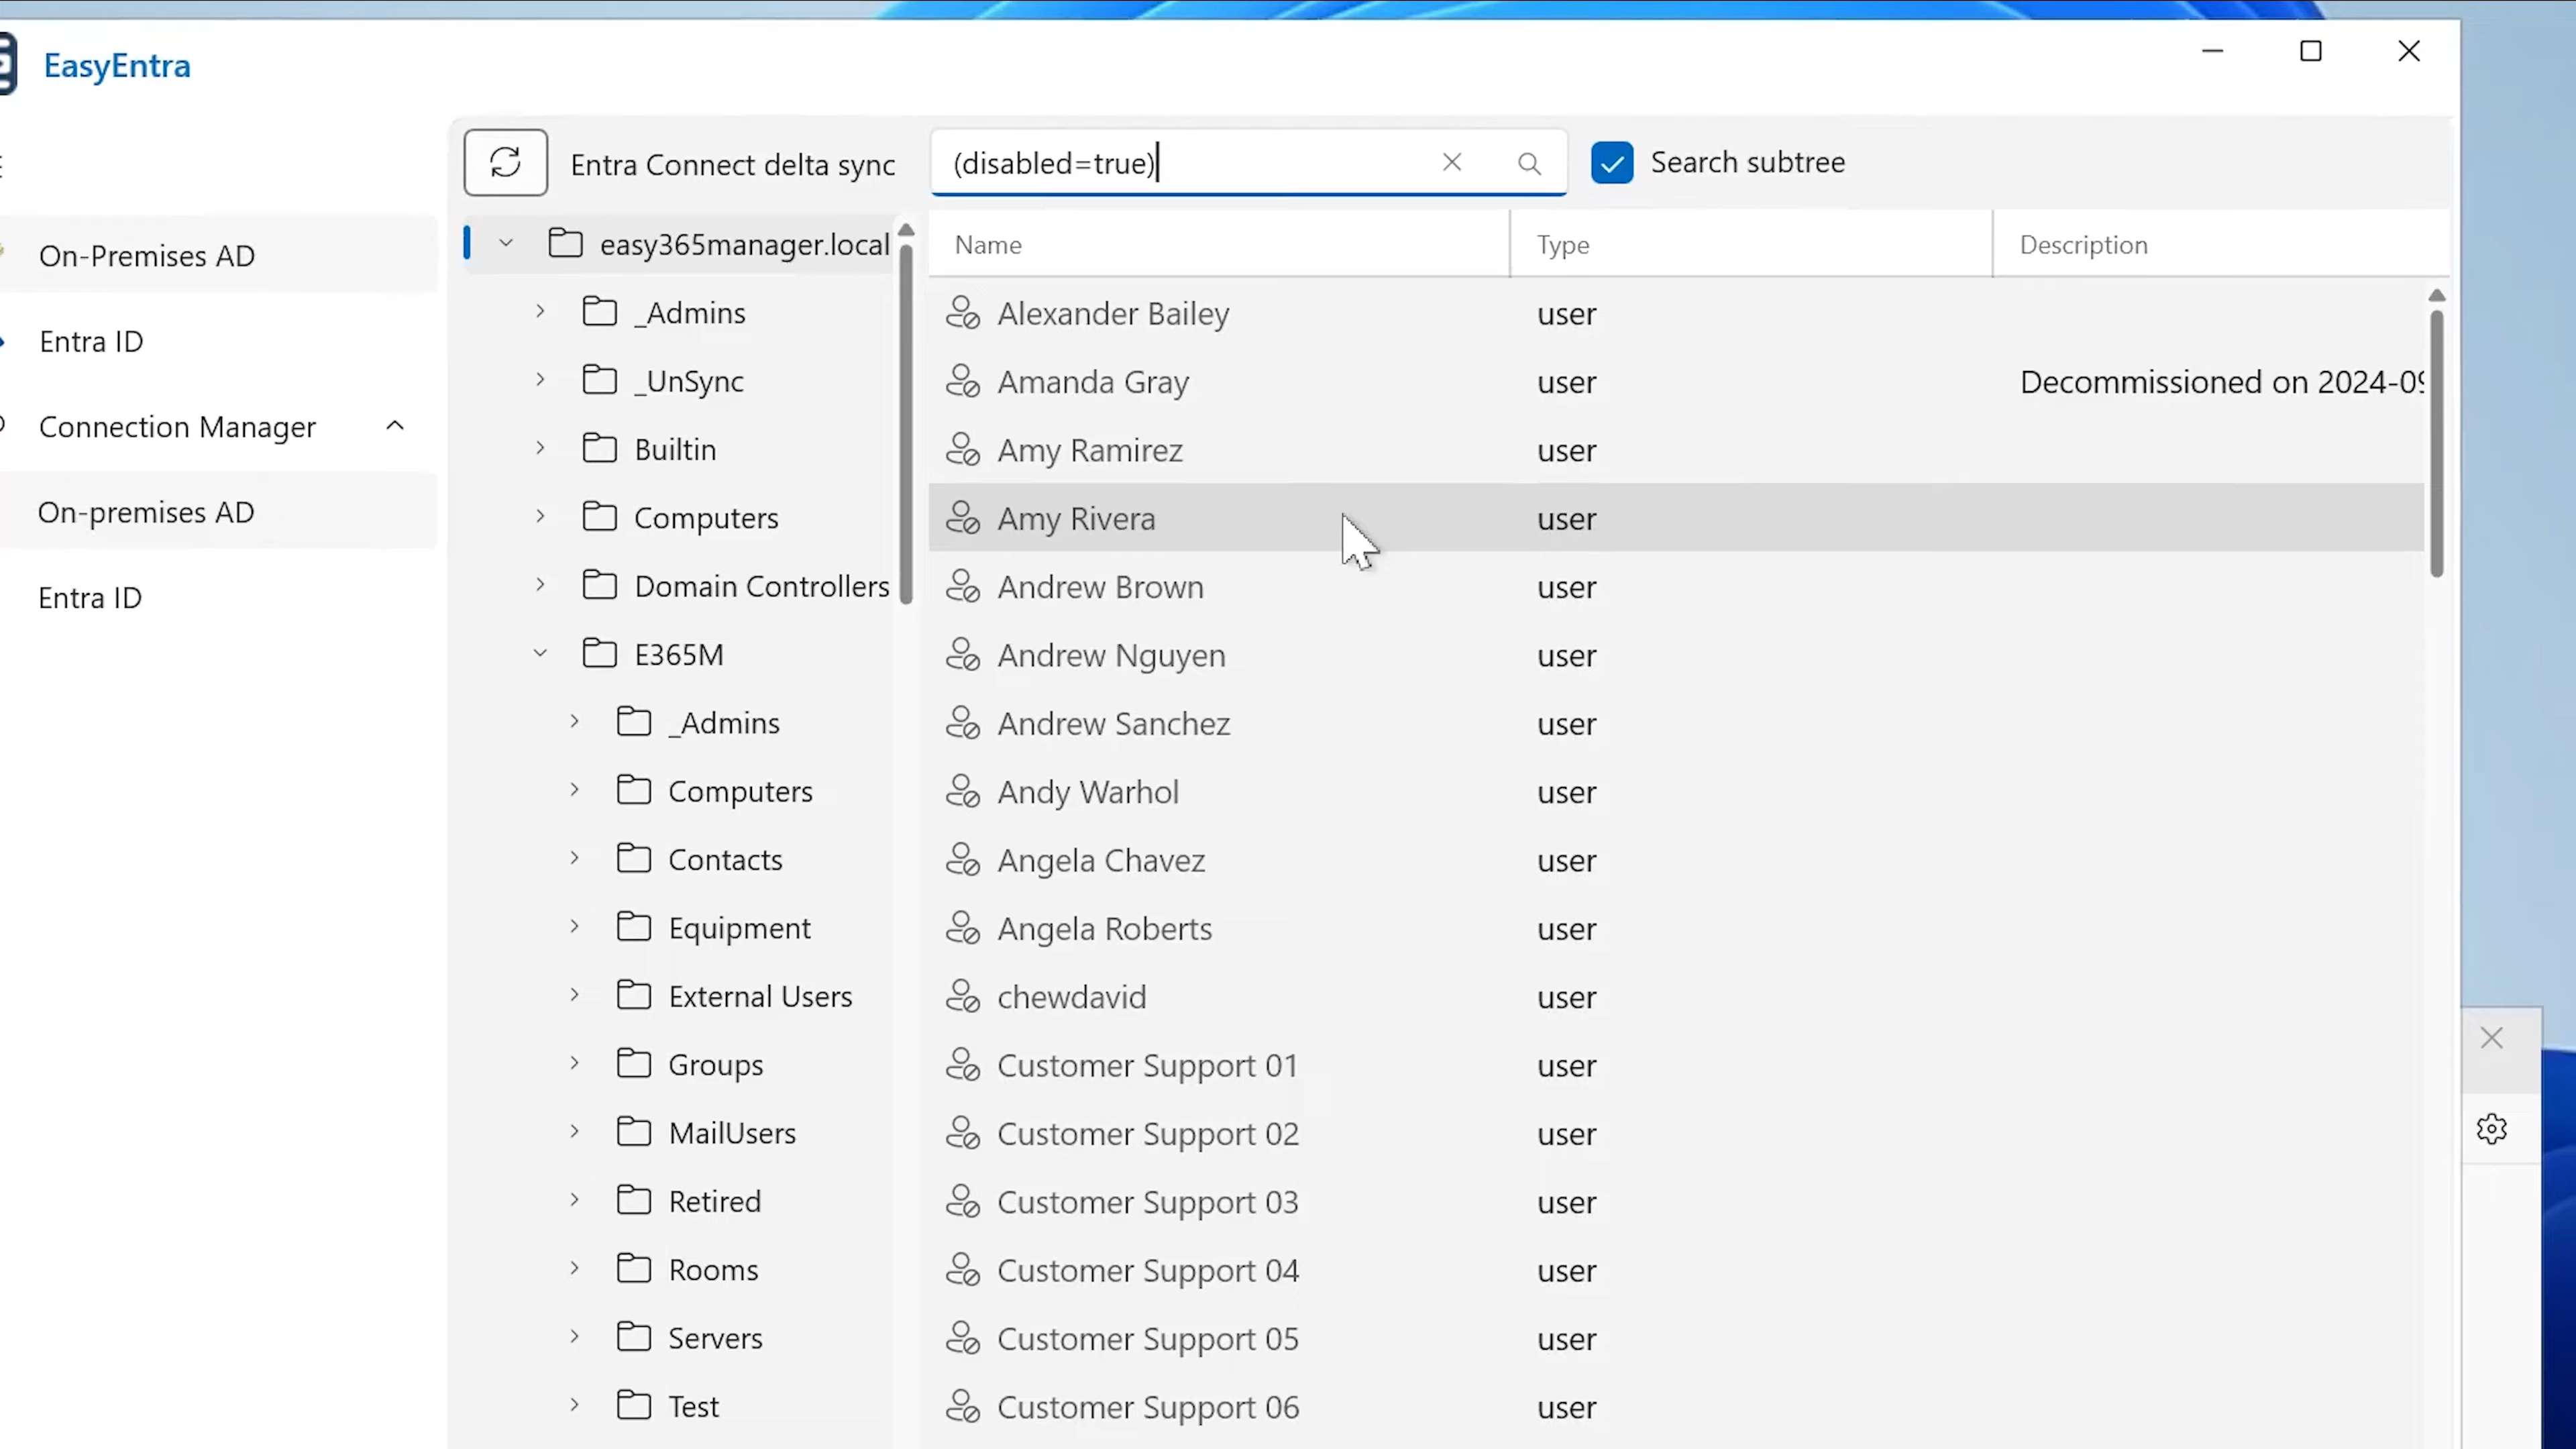 EasyEntra
Entra Connect delta sync
(disabled=true)
Search subtree
On-Premises AD
Entra ID
Connection Manager
On-premises AD
Entra ID
easy365manager.local
_Admins
_UnSync
Builtin
Computers
Domain Controllers
E365M
_Admins
Computers
Contacts
Equipment
External Users
Groups
MailUsers
Retired
Rooms
Servers
Test
Name Type Description
Alexander Bailey user
Amanda Gray user Decommissioned on 2024-09
Amy Ramirez user
Amy Rivera user
Andrew Brown user
Andrew Nguyen user
Andrew Sanchez user
Andy Warhol user
Angela Chavez user
Angela Roberts user
chewdavid user
Customer Support 01 user
Customer Support 02 user
Customer Support 03 user
Customer Support 04 user
Customer Support 05 user
Customer Support 06 user